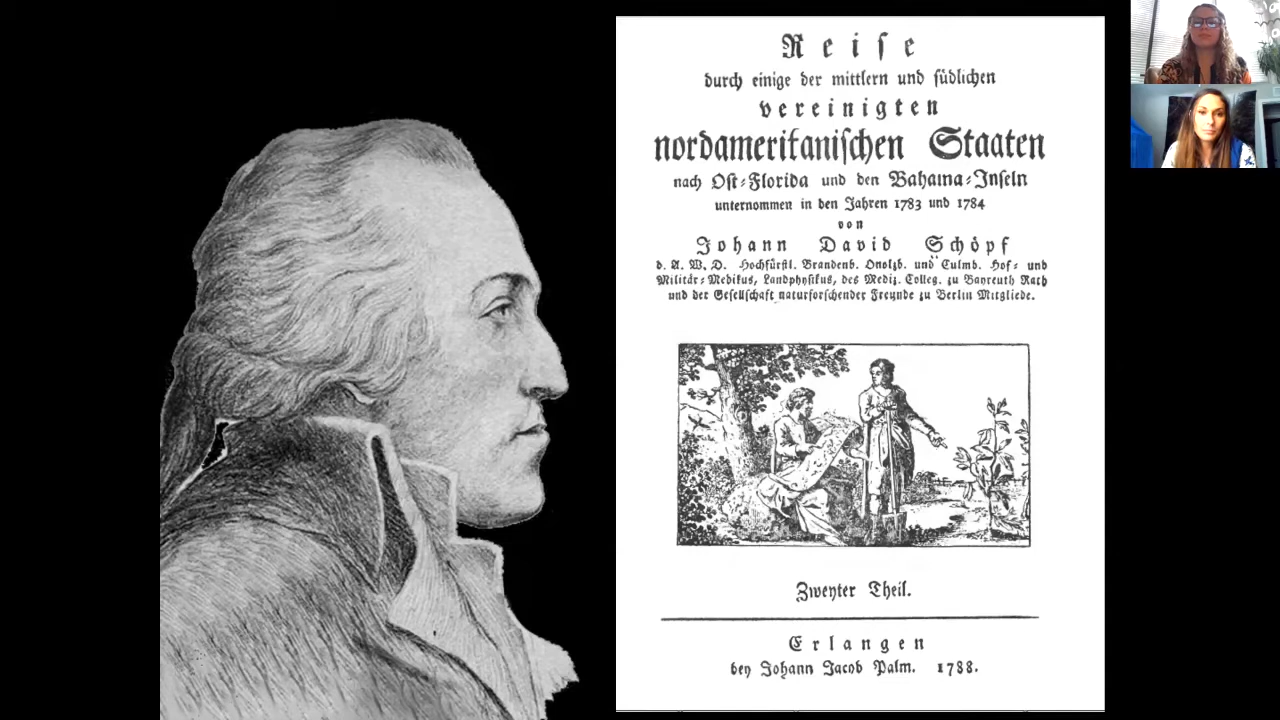 Reise
durch einige der mittlern und südlichen
vereinigten
nordamerikanischen Staaten
nach Ost-Florida und den Bahama-Inseln
unternommen in den Jahren 1783 und 1784
von
Johann David Schöpf
d. A. W. D. Hochfürstl. Brandenb. Onolzb. und Culmb. Hof- und
Militär-Medikus, Landphysikus, des Mediz. Colleg. zu Bayreuth Rath
und der Gesellschaft naturforschender Freunde zu Berlin Mitgliede.
Zweyter Theil.
Erlangen
bey Johann Jacob Palm. 1788.